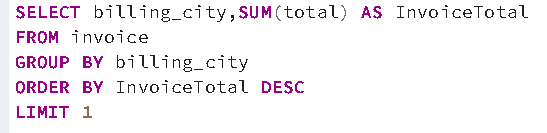 SELECT billing_city,SUM(total) AS InvoiceTotal
FROM invoice
GROUP BY billing_city
ORDER BY InvoiceTotal DESC
LIMIT 1